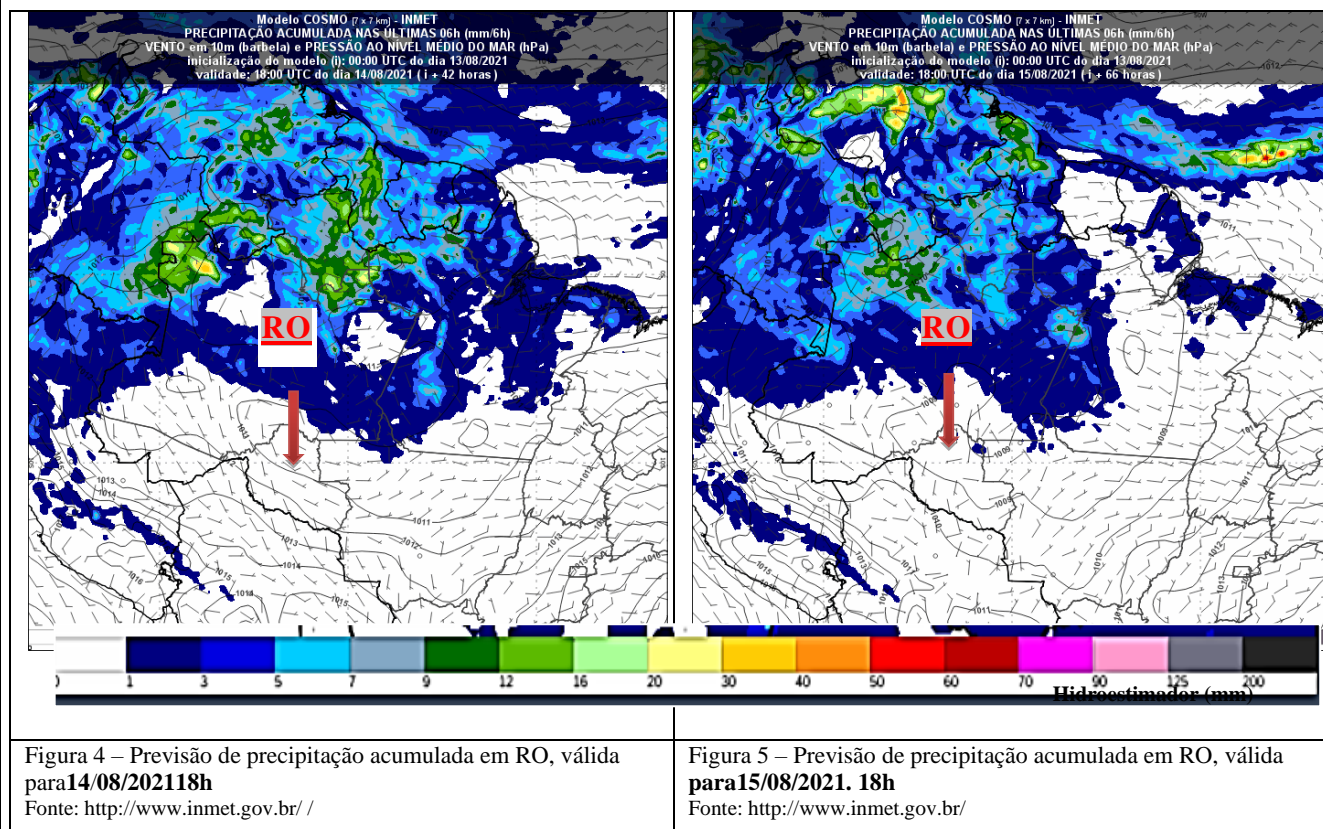 Modelo COSMO [7 x 7 km] - INMET
PRECIPITAÇÃO ACUMULADA NAS ÚLTIMAS 06h (mm/6h)
VENTO em 10m (barbela) e PRESSÃO AO NÍVEL MÉDIO DO MAR (hPa)
inicialização do modelo (i): 00:00 UTC do dia 13/08/2021
validade: 18:00 UTC do dia 14/08/2021 ( i + 42 horas )
RO
Modelo COSMO [7 x 7 km] - INMET
PRECIPITAÇÃO ACUMULADA NAS ÚLTIMAS 06h (mm/6h)
VENTO em 10m (barbela) e PRESSÃO AO NÍVEL MÉDIO DO MAR (hPa)
inicialização do modelo (i): 00:00 UTC do dia 13/08/2021
validade: 18:00 UTC do dia 15/08/2021 ( i + 66 horas )
RO
1 3 5 7 9 12 16 20 30 40 50 60 70 90 125 200
Hidroestimador (mm)
Figura 4 – Previsão de precipitação acumulada em RO, válida
para14/08/202118h
Fonte: http://www.inmet.gov.br/ /
Figura 5 – Previsão de precipitação acumulada em RO, válida
para15/08/2021. 18h
Fonte: http://www.inmet.gov.br/